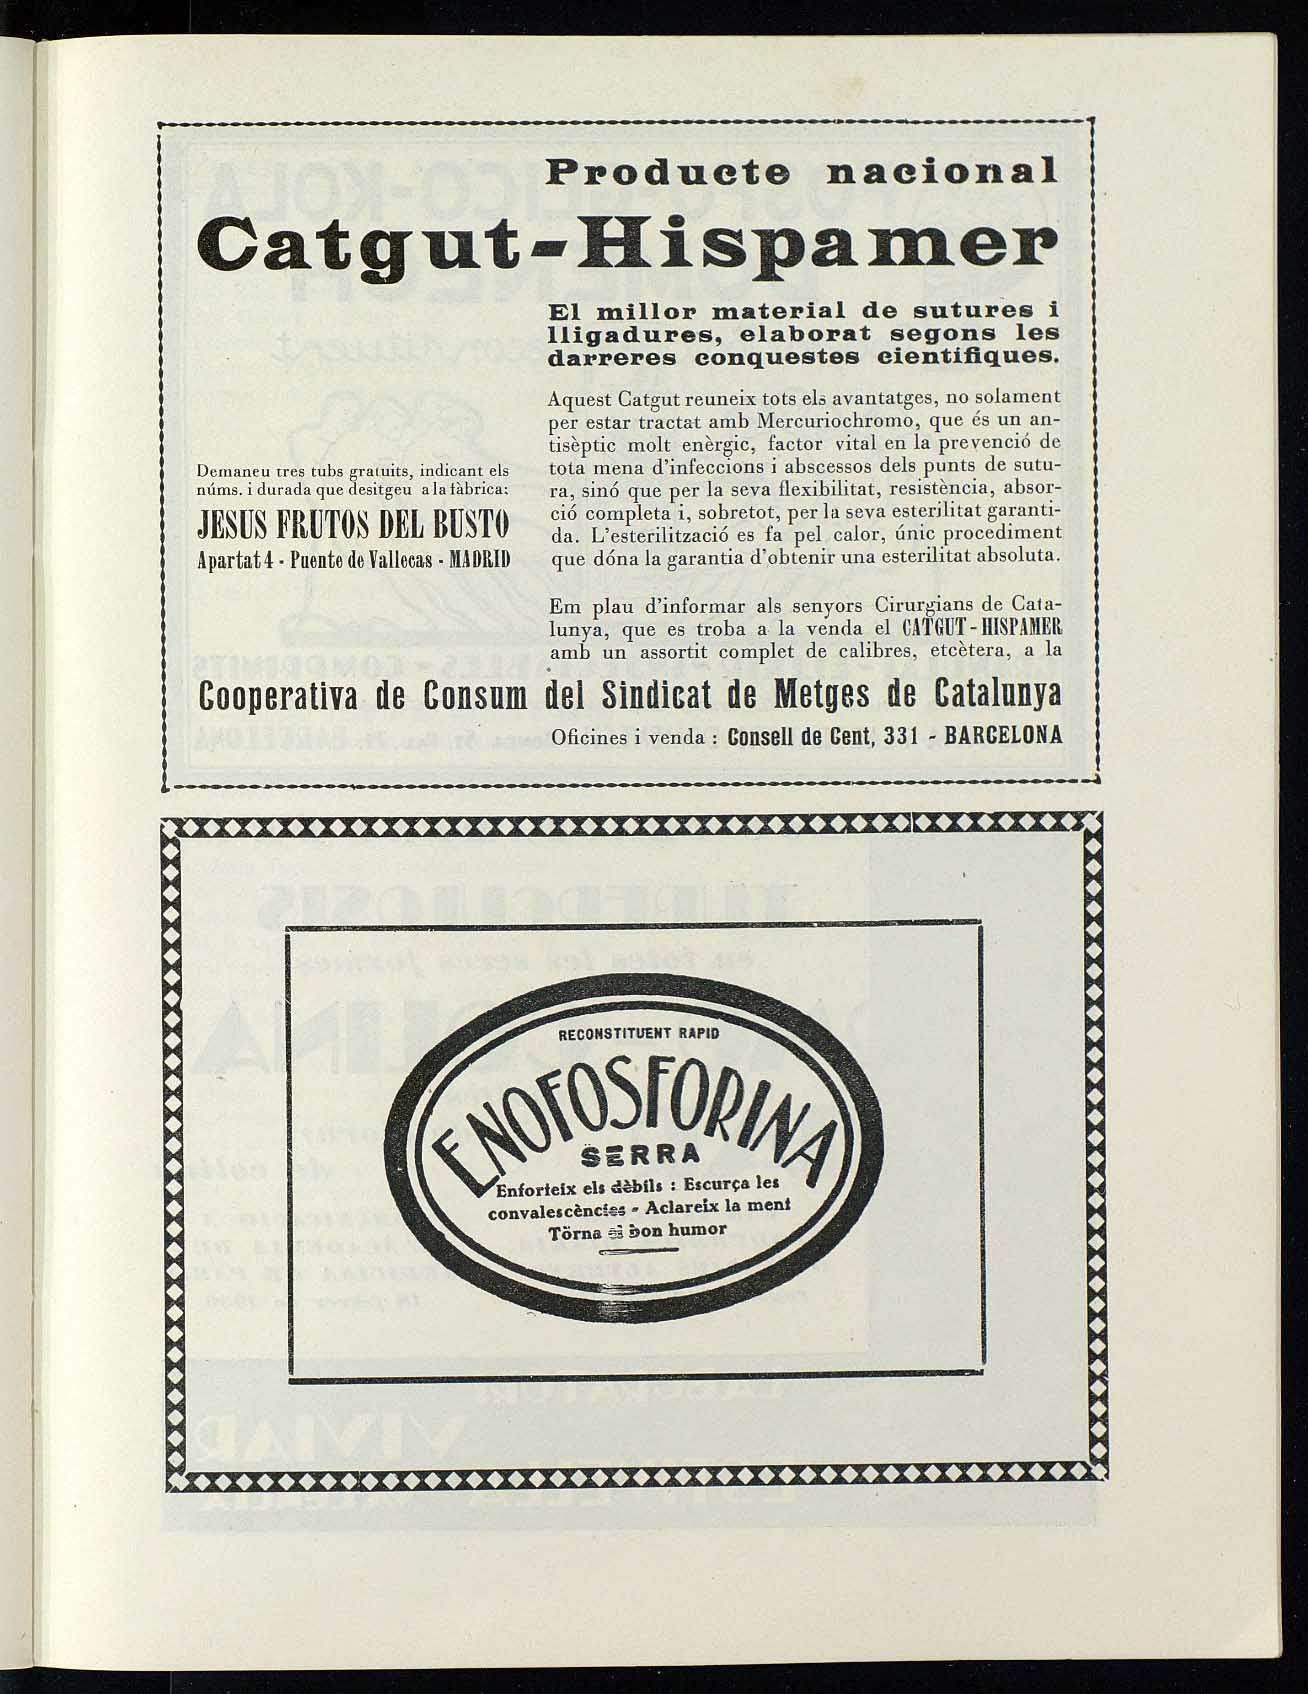 Producte nacional
Catgut-Hispamer
El millor material de sutures i
lligadures, elaborat segons les
darreres conquestes cientifiques.
Aquest Catgut reuneix tots els avantatges, no solament
per estar tractat amb Mercuriochromo, que és un an-
tisèptic molt enèrgic, factor vital en la prevenció de
tota mena d'infeccions i abscessos dels punts de sutu-
ra, sinó que per la seva flexibilitat, resistència, absor-
ció completa i, sobretot, per la seva esterilitat garanti-
da. L'esterilització es fa pel calor, únic procediment
que dóna la garantia d'obtenir una esterilitat absoluta.
Demaneu tres tubs gratuits, indicant els
núms. i durada que desitgeu a la fàbrica:
JESUS FRUTOS DEL BUSTO
Apartat 4 - Puente de Vallecas - MADRID
Em plau d'informar als senyors Cirurgians de Cata-
lunya, que es troba a la venda el CATGUT-HISPAMER
amb un assortit complet de calibres, etcètera, a la
Cooperativa de Consum del Sindicat de Metges de Catalunya
Oficines i venda : Consell de Cent, 331 - BARCELONA
RECONSTITUENT RAPID
ENOFOSFORINA
SERRA
Enforteix els dèbils : Escurça les
convalescències - Aclareix la ment
Törna el bon humor